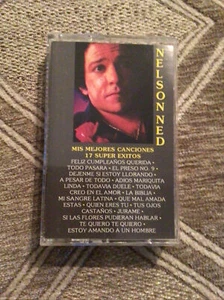 NELSON NED
MIS MEJORES CANCIONES
17 SUPER EXITOS
FELIZ CUMPLEAÑOS QUERIDA •
TODO PASARA • EL PRESO NO. 9 •
DEJENME SI ESTOY LLORANDO •
A PESAR DE TODO • ADIOS MARIQUITA
LINDA • TODAVIA DUELE • TODAVIA
CREO EN EL AMOR • LA BIBLIA •
MI SANGRE LATINA • QUE MAL AMADA
ESTAS • QUIEN ERES TU • TUS OJOS
CASTAÑOS • JURAME •
SI LAS FLORES PUDIERAN HABLAR •
TE QUIERO TE QUIERO •
ESTOY AMANDO A UN HOMBRE